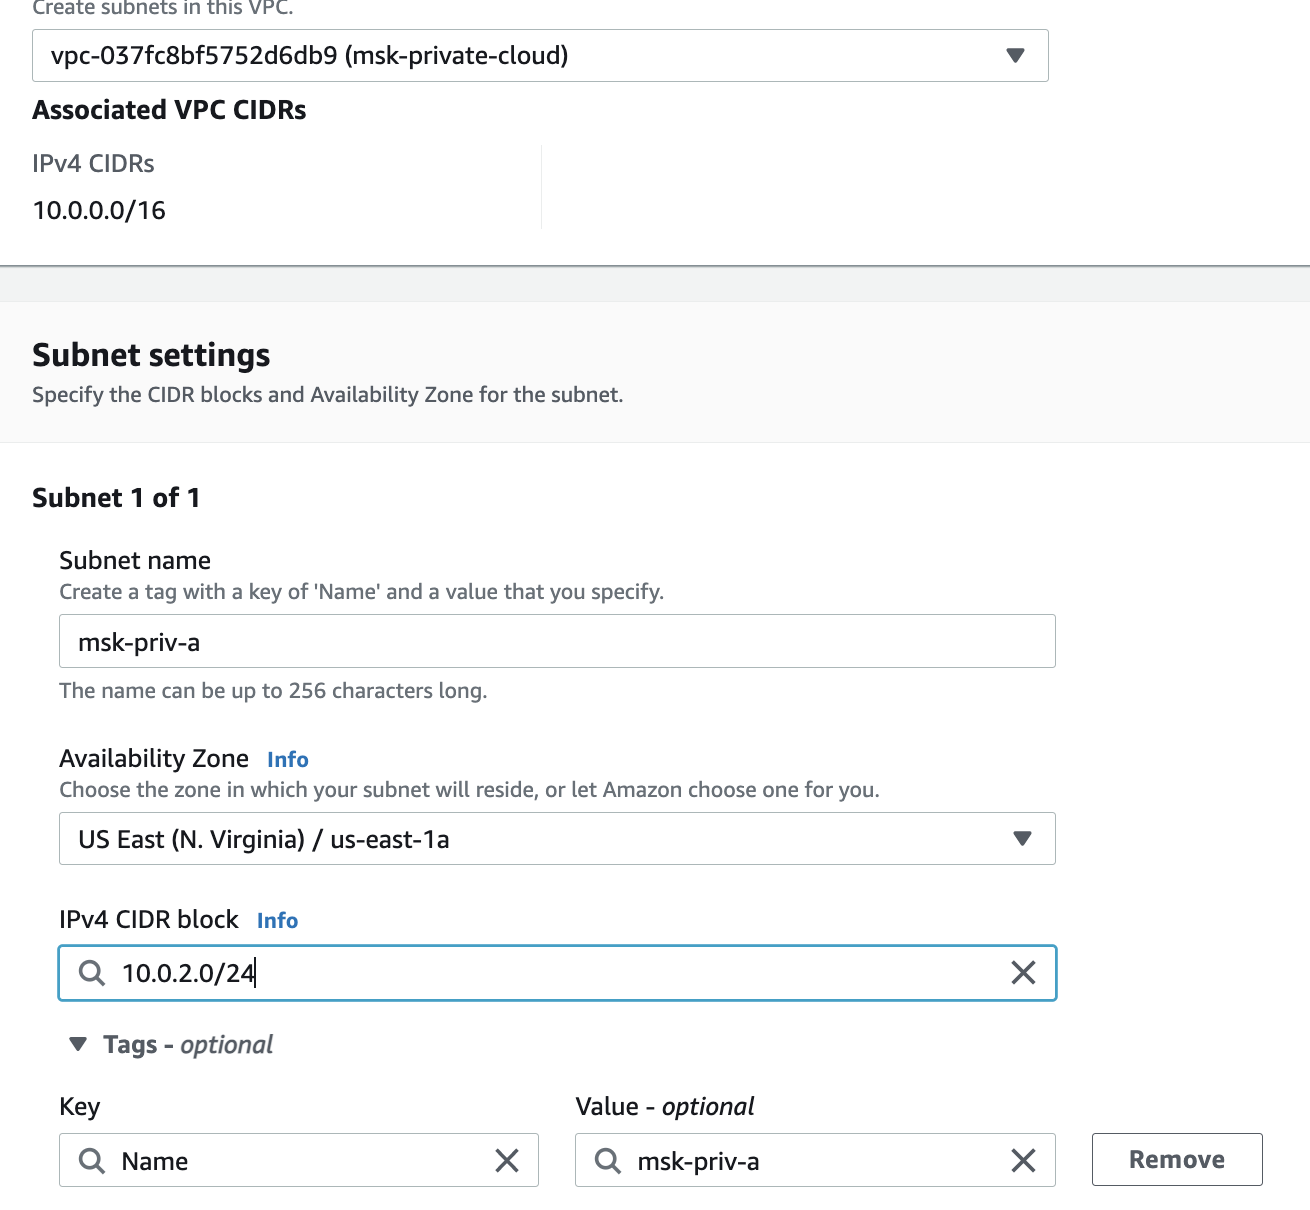 Create subnets in this VPC.
vpc-037fc8bf5752d6db9 (msk-private-cloud)
Associated VPC CIDRs
IPv4 CIDRs
10.0.0.0/16
Subnet settings
Specify the CIDR blocks and Availability Zone for the subnet.
Subnet 1 of 1
Subnet name
Create a tag with a key of 'Name' and a value that you specify.
msk-priv-a
The name can be up to 256 characters long.
Availability Zone Info
Choose the zone in which your subnet will reside, or let Amazon choose one for you.
US East (N. Virginia) / us-east-1a
IPv4 CIDR block Info
10.0.2.0/24
Tags - optional
Key Value - optional
Name msk-priv-a Remove